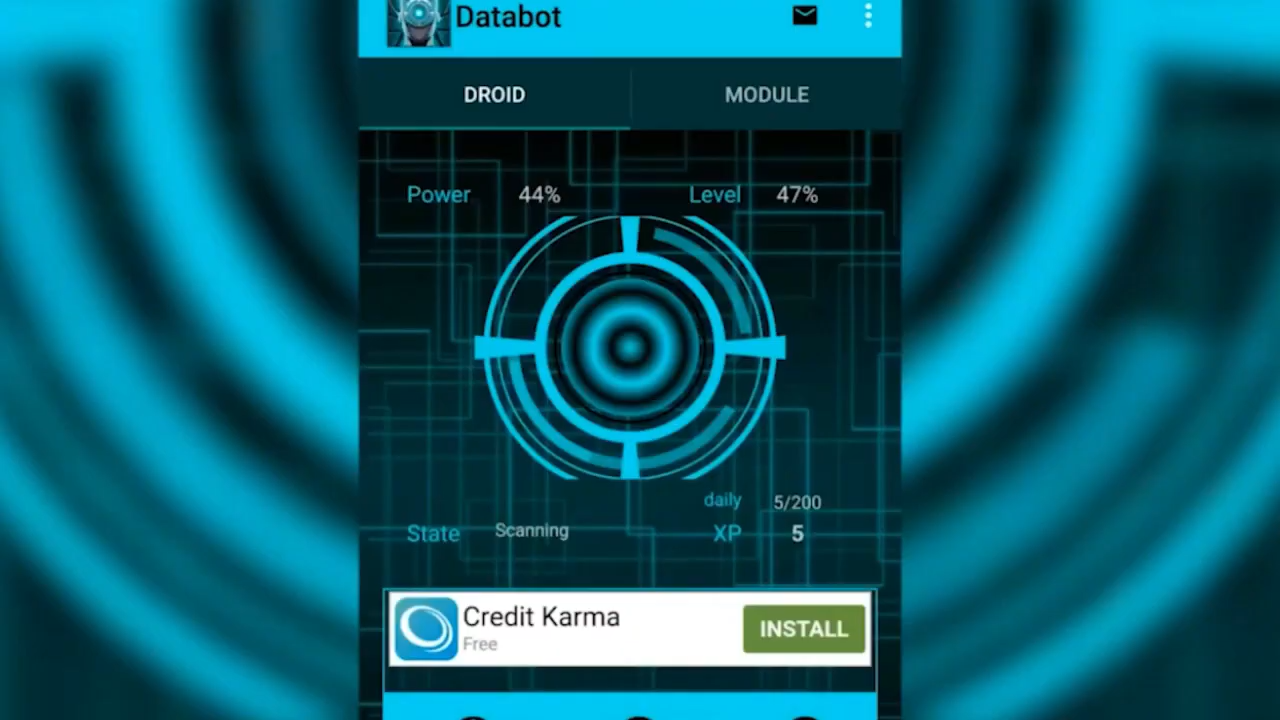 Databot
DROID MODULE
Power 44% Level 47%
daily 5/200
State Scanning XP 5
Credit Karma
Free
INSTALL